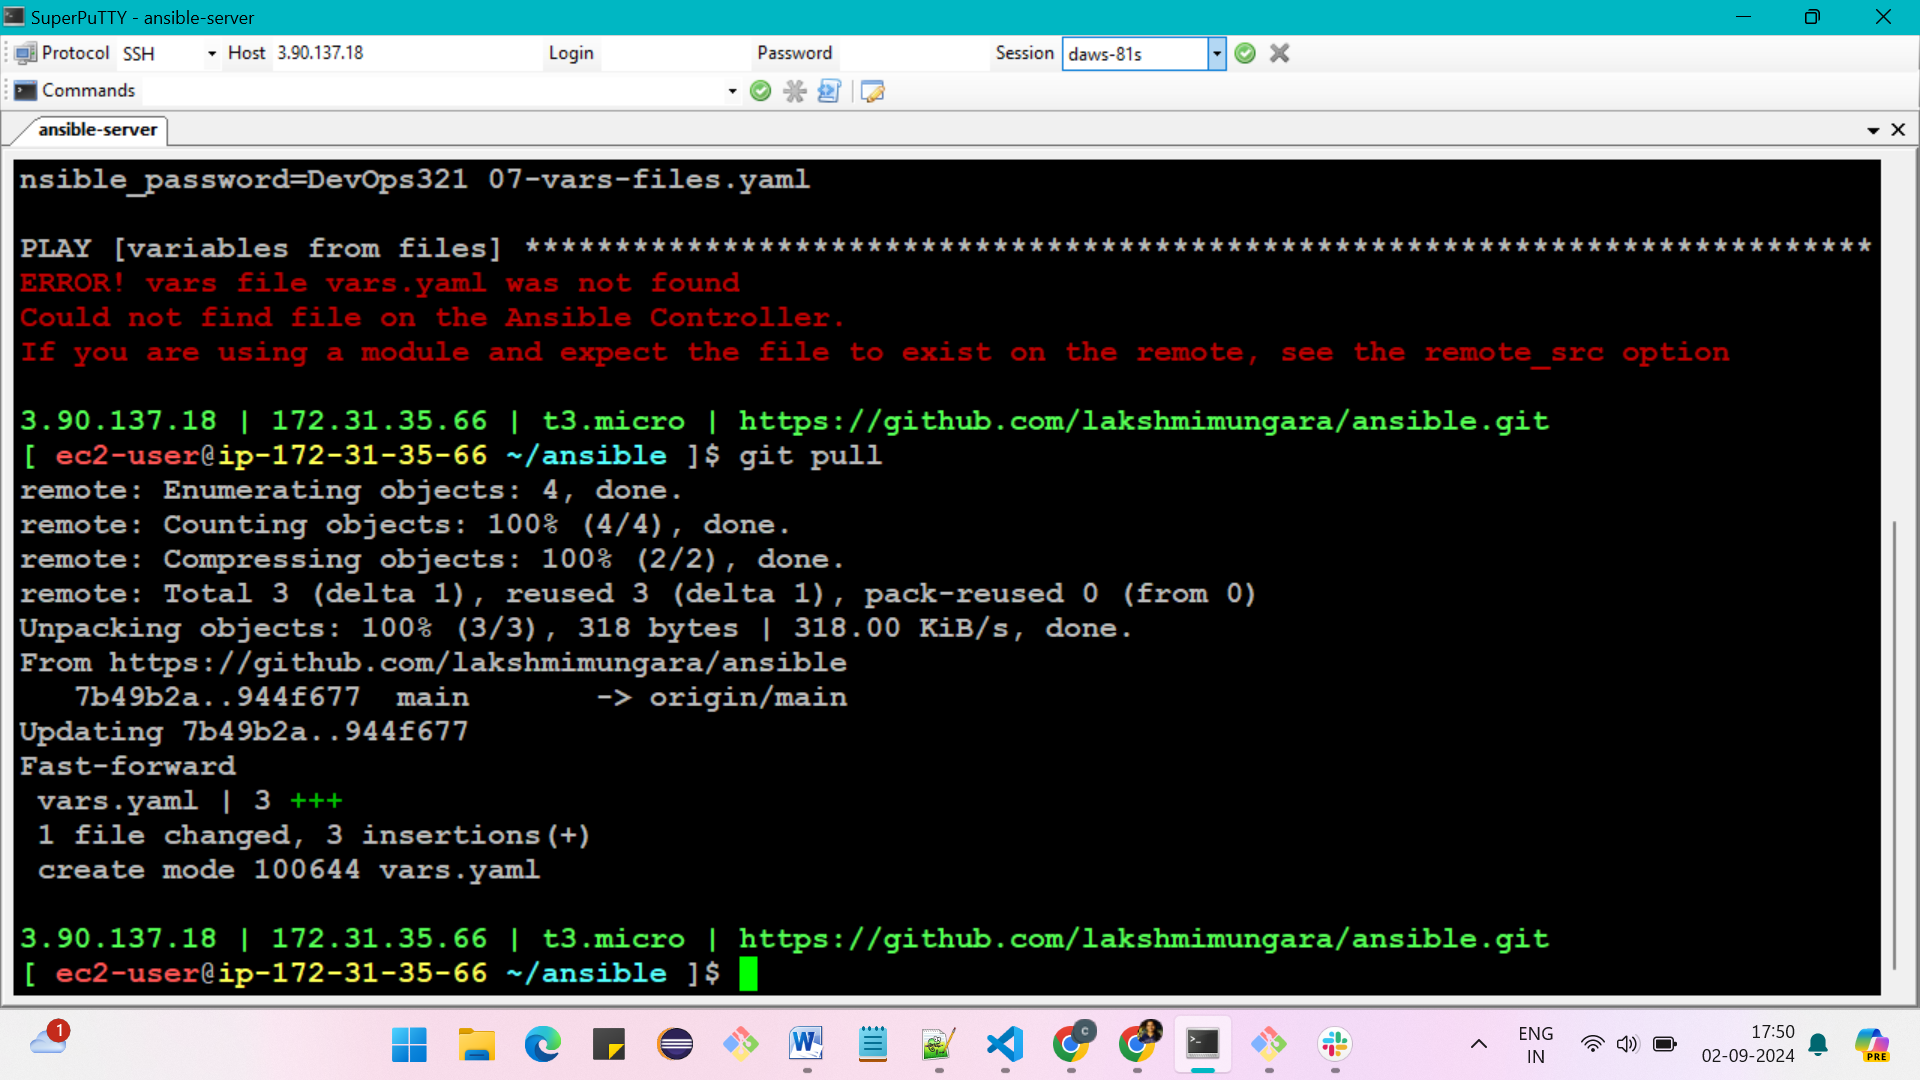 SuperPuTTY - ansible-server
Protocol SSH Host 3.90.137.18 Login Password Session daws-81s
Commands
ansible-server
nsible_password=DevOps321 07-vars-files.yaml
PLAY [variables from files] ***************************************************************************
ERROR! vars file vars.yaml was not found
Could not find file on the Ansible Controller.
If you are using a module and expect the file to exist on the remote, see the remote_src option
3.90.137.18 | 172.31.35.66 | t3.micro | https://github.com/lakshmimungara/ansible.git
[ ec2-user@ip-172-31-35-66 ~/ansible ]$ git pull
remote: Enumerating objects: 4, done.
remote: Counting objects: 100% (4/4), done.
remote: Compressing objects: 100% (2/2), done.
remote: Total 3 (delta 1), reused 3 (delta 1), pack-reused 0 (from 0)
Unpacking objects: 100% (3/3), 318 bytes | 318.00 KiB/s, done.
From https://github.com/lakshmimungara/ansible
   7b49b2a..944f677  main       -> origin/main
Updating 7b49b2a..944f677
Fast-forward
 vars.yaml | 3 +++
 1 file changed, 3 insertions(+)
 create mode 100644 vars.yaml
3.90.137.18 | 172.31.35.66 | t3.micro | https://github.com/lakshmimungara/ansible.git
[ ec2-user@ip-172-31-35-66 ~/ansible ]$
1
W
C
ENG
IN
17:50
02-09-2024
PRE